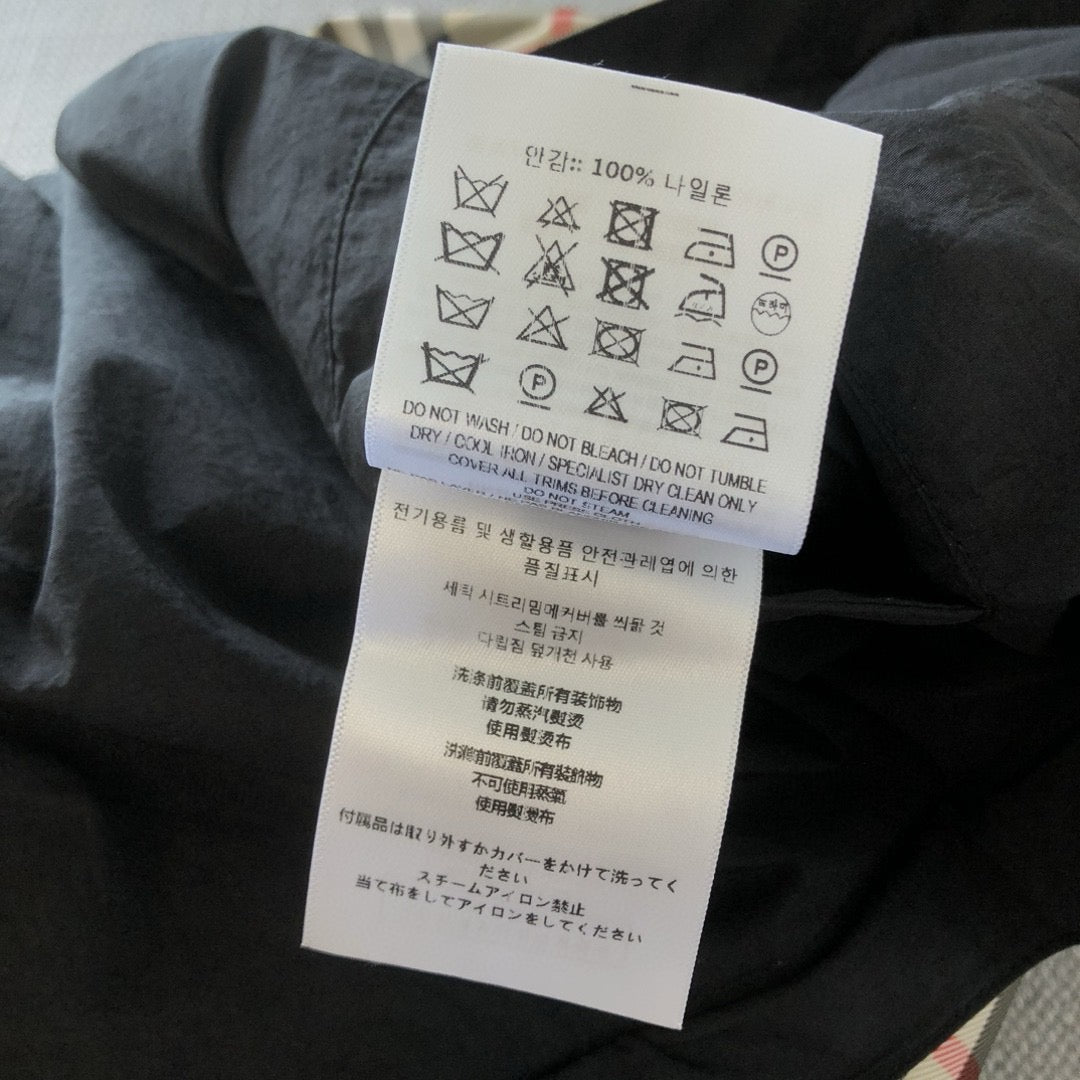 안감:: 100% 나일론
P
P
P
DO NOT WASH / DO NOT BLEACH / DO NOT TUMBLE
DRY / COOL IRON / SPECIALIST DRY CLEAN ONLY
COVER ALL TRIMS BEFORE CLEANING
DO NOT STEAM
USE PRESS CLOTH
전기용품 및 생활용품 안전관리법에 의한
품질표시
세탁 시트리밍에커버를 씌울 것
스팀 금지
다림질 덮개천 사용
洗涤前覆盖所有装饰物
请勿蒸汽熨烫
使用熨烫布
洗滌前覆蓋所有裝飾物
不可使用蒸氣
使用熨燙布
付属品は取り外すかカバーをかけて洗ってく
ださい
スチームアイロン禁止
当て布をしてアイロンをしてください